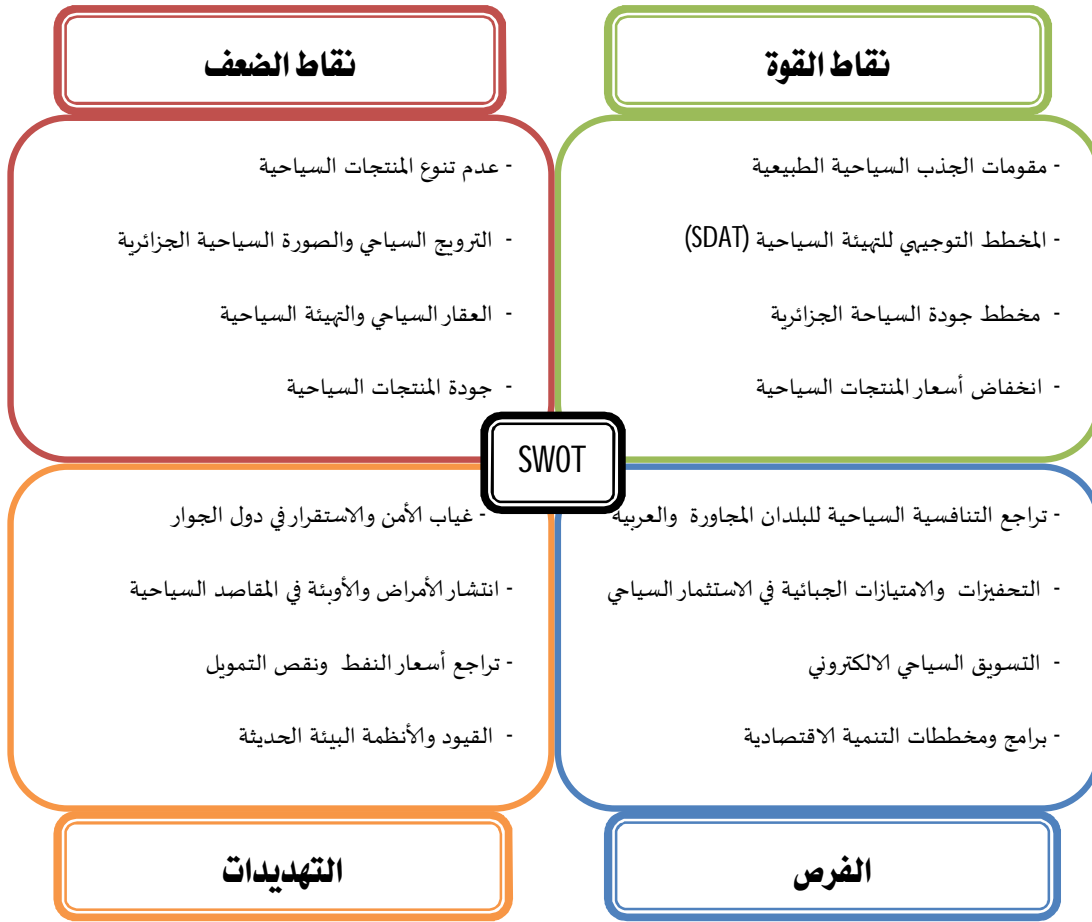 نقاط القوة
- مقومات الجذب السياحية الطبيعية
- المخطط التوجيهي للتهيئة السياحية (SDAT)
- مخطط جودة السياحة الجزائرية
- انخفاض أسعار المنتجات السياحية
نقاط الضعف
- عدم تنوع المنتجات السياحية
- الترويج السياحي والصورة السياحية الجزائرية
- العقار السياحي والتهيئة السياحية
- جودة المنتجات السياحية
SWOT
- تراجع التنافسية السياحية للبلدان المجاورة والعربية
- التحفيزات والامتيازات الجبائية في الاستثمار السياحي
- التسويق السياحي الالكتروني
- برامج ومخططات التنمية الاقتصادية
الفرص
- غياب الأمن والاستقرار في دول الجوار
- انتشار الأمراض والأوبئة في المقاصد السياحية
- تراجع أسعار النفط ونقص التمويل
- القيود والأنظمة البيئة الحديثة
التهديدات